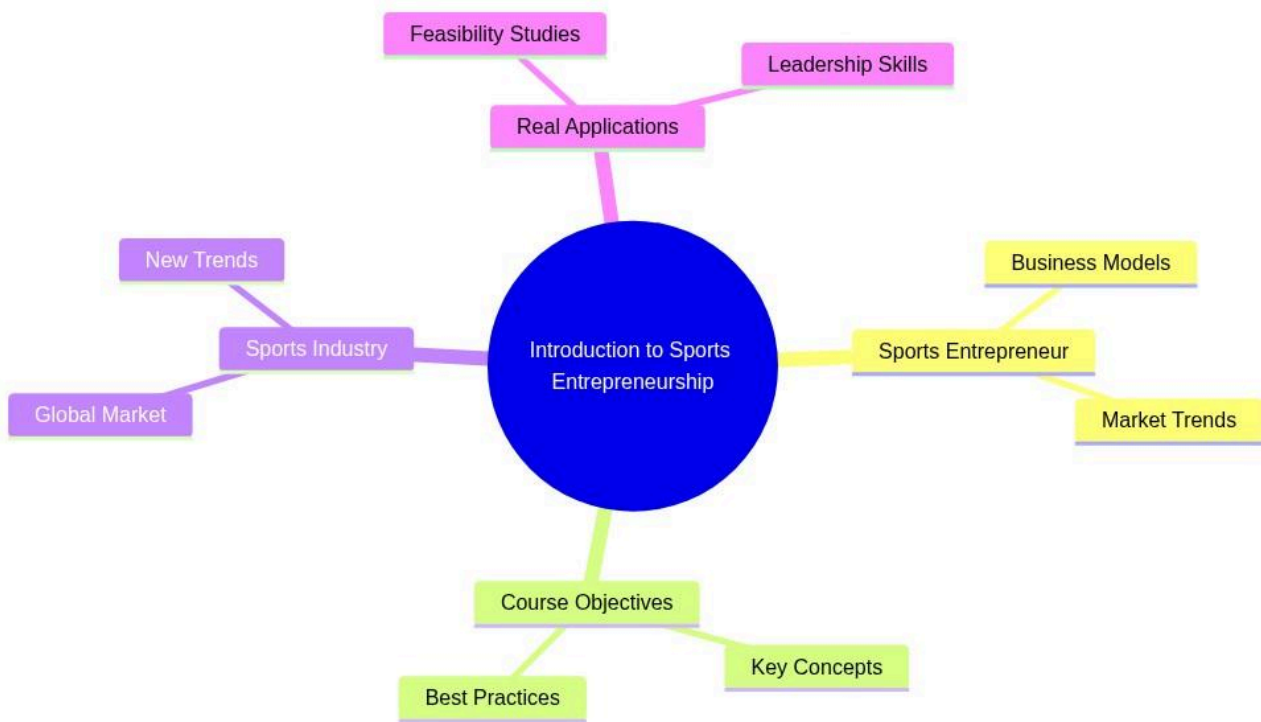 Feasibility Studies
Leadership Skills
Real Applications
New Trends
Business Models
Sports Industry
Introduction to Sports
Entrepreneurship
Sports Entrepreneur
Global Market
Market Trends
Course Objectives
Key Concepts
Best Practices